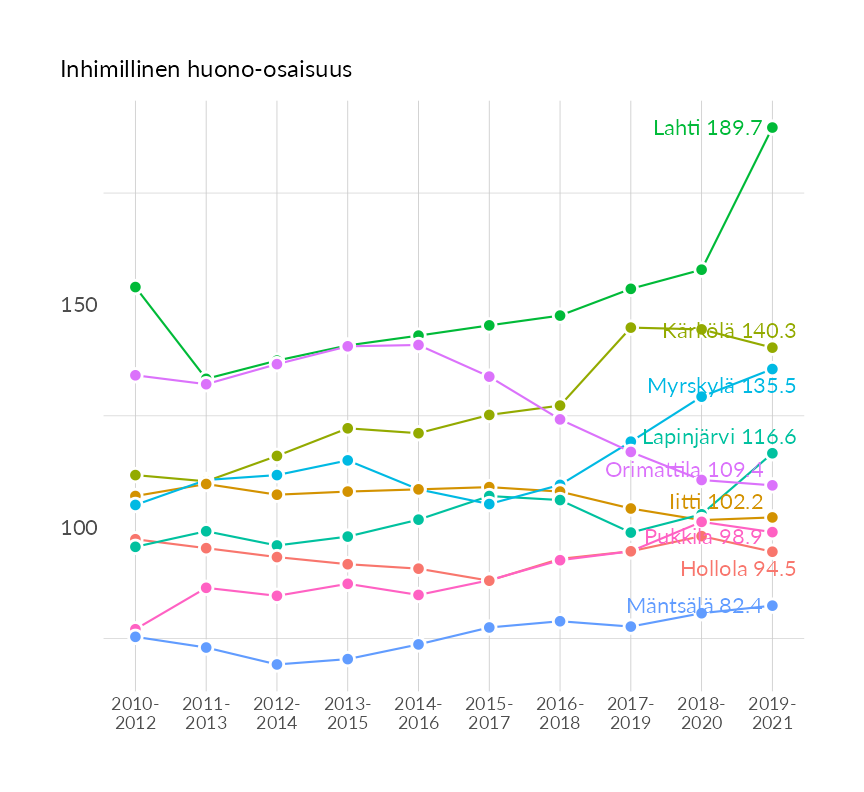 Inhimillinen huono-osaisuus
Lahti 189.7
150
Kärkölä 140.3
Myrskylä 135.5
Lapinjärvi 116.6
Orimattila 109.4
Iitti 102.2
100
Pukkila 98.9
Hollola 94.5
Mäntsälä 82.4
2010- 2011- 2012- 2013- 2014- 2015- 2016- 2017- 2018- 2019-
2012 2013 2014 2015 2016 2017 2018 2019 2020 2021